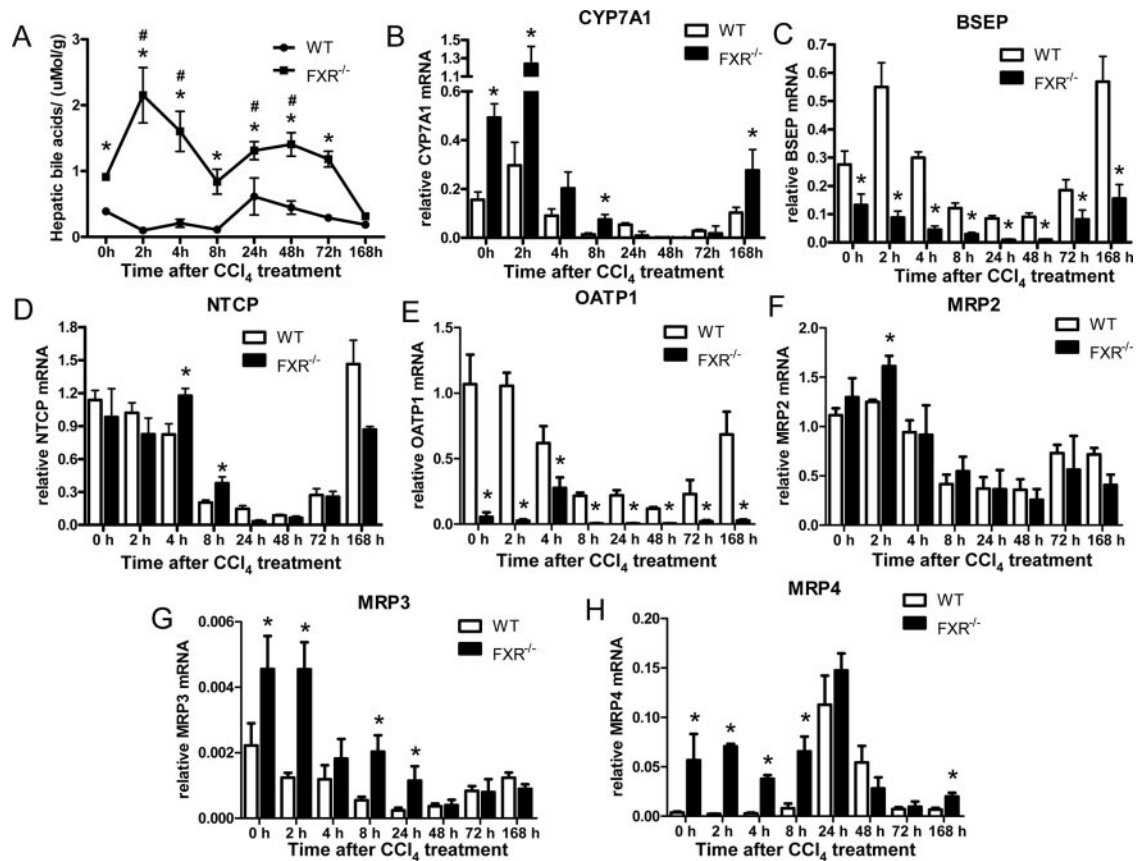 A
Hepatic bile acids/ (uMol/g)
3
2
1
0
WT
FXR-/-
*
# *
# *
*
# *
# *
*
0h 2h 4h 8h 24h 48h 72h 168h
Time after CCl4 treatment
B
CYP7A1
relative CYP7A1 mRNA
1.5
1.3
1.1
0.6
0.4
0.2
0.0
WT
FXR-/-
* * * *
0h 2h 4h 8h 24h 48h 72h 168h
Time after CCl4 treatment
C
BSEP
relative BSEP mRNA
0.7
0.6
0.5
0.4
0.3
0.2
0.1
0.0
WT
FXR-/-
* * * * * * * *
0 h 2 h 4 h 8 h 24 h 48 h 72 h 168 h
Time after CCl4 treatment
D
NTCP
relative NTCP mRNA
1.8
1.5
1.2
0.9
0.6
0.3
0.0
WT
FXR-/-
* *
0 h 2 h 4 h 8 h 24 h 48 h 72 h 168 h
Time after CCl4 treatment
E
OATP1
relative OATP1 mRNA
1.5
1.0
0.5
0.0
WT
FXR-/-
* * * * * * * *
0 h 2 h 4 h 8 h 24 h 48 h 72 h 168 h
Time after CCl4 treatment
F
MRP2
relative MRP2 mRNA
2.0
1.5
1.0
0.5
0.0
WT
FXR-/-
*
0 h 2 h 4 h 8 h 24 h 48 h 72 h 168 h
Time after CCl4 treatment
G
MRP3
relative MRP3 mRNA
0.006
0.004
0.002
0.000
WT
FXR-/-
* * * *
0 h 2 h 4 h 8 h 24 h 48 h 72 h 168 h
Time after CCl4 treatment
H
MRP4
relative MRP4 mRNA
0.20
0.15
0.10
0.05
0.00
WT
FXR-/-
* * * * *
0 h 2 h 4 h 8 h 24 h 48 h 72 h 168 h
Time after CCl4 treatment